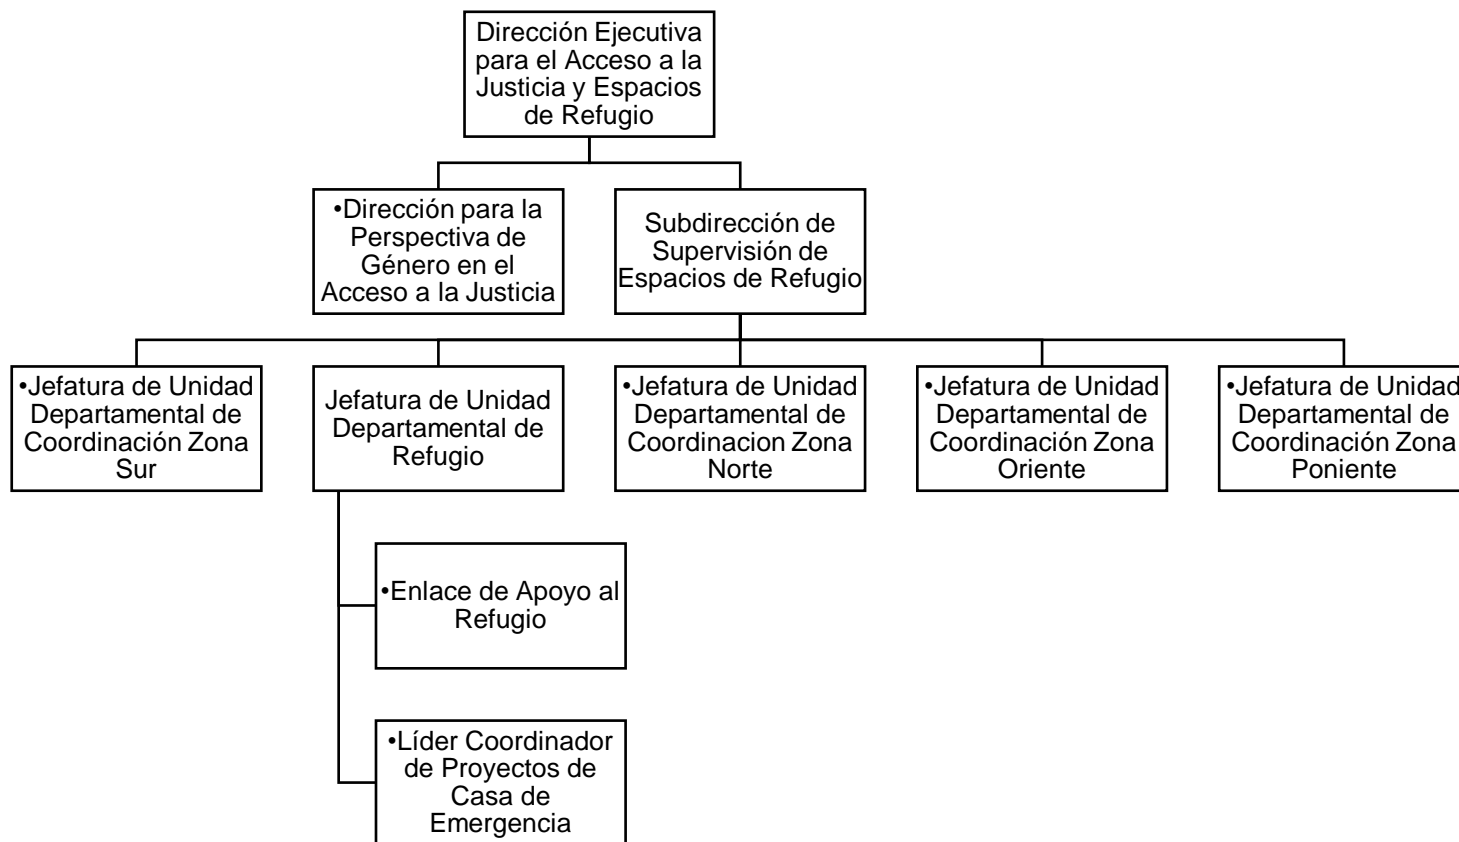 Dirección Ejecutiva
para el Acceso a la
Justicia y Espacios
de Refugio
•Dirección para la
Perspectiva de
Género en el
Acceso a la Justicia
Subdirección de
Supervisión de
Espacios de Refugio
•Jefatura de Unidad
Departamental de
Coordinación Zona
Sur
Jefatura de Unidad
Departamental de
Refugio
•Jefatura de Unidad
Departamental de
Coordinacion Zona
Norte
•Jefatura de Unidad
Departamental de
Coordinación Zona
Oriente
•Jefatura de Unidad
Departamental de
Coordinación Zona
Poniente
•Enlace de Apoyo al
Refugio
•Líder Coordinador
de Proyectos de
Casa de
Emergencia